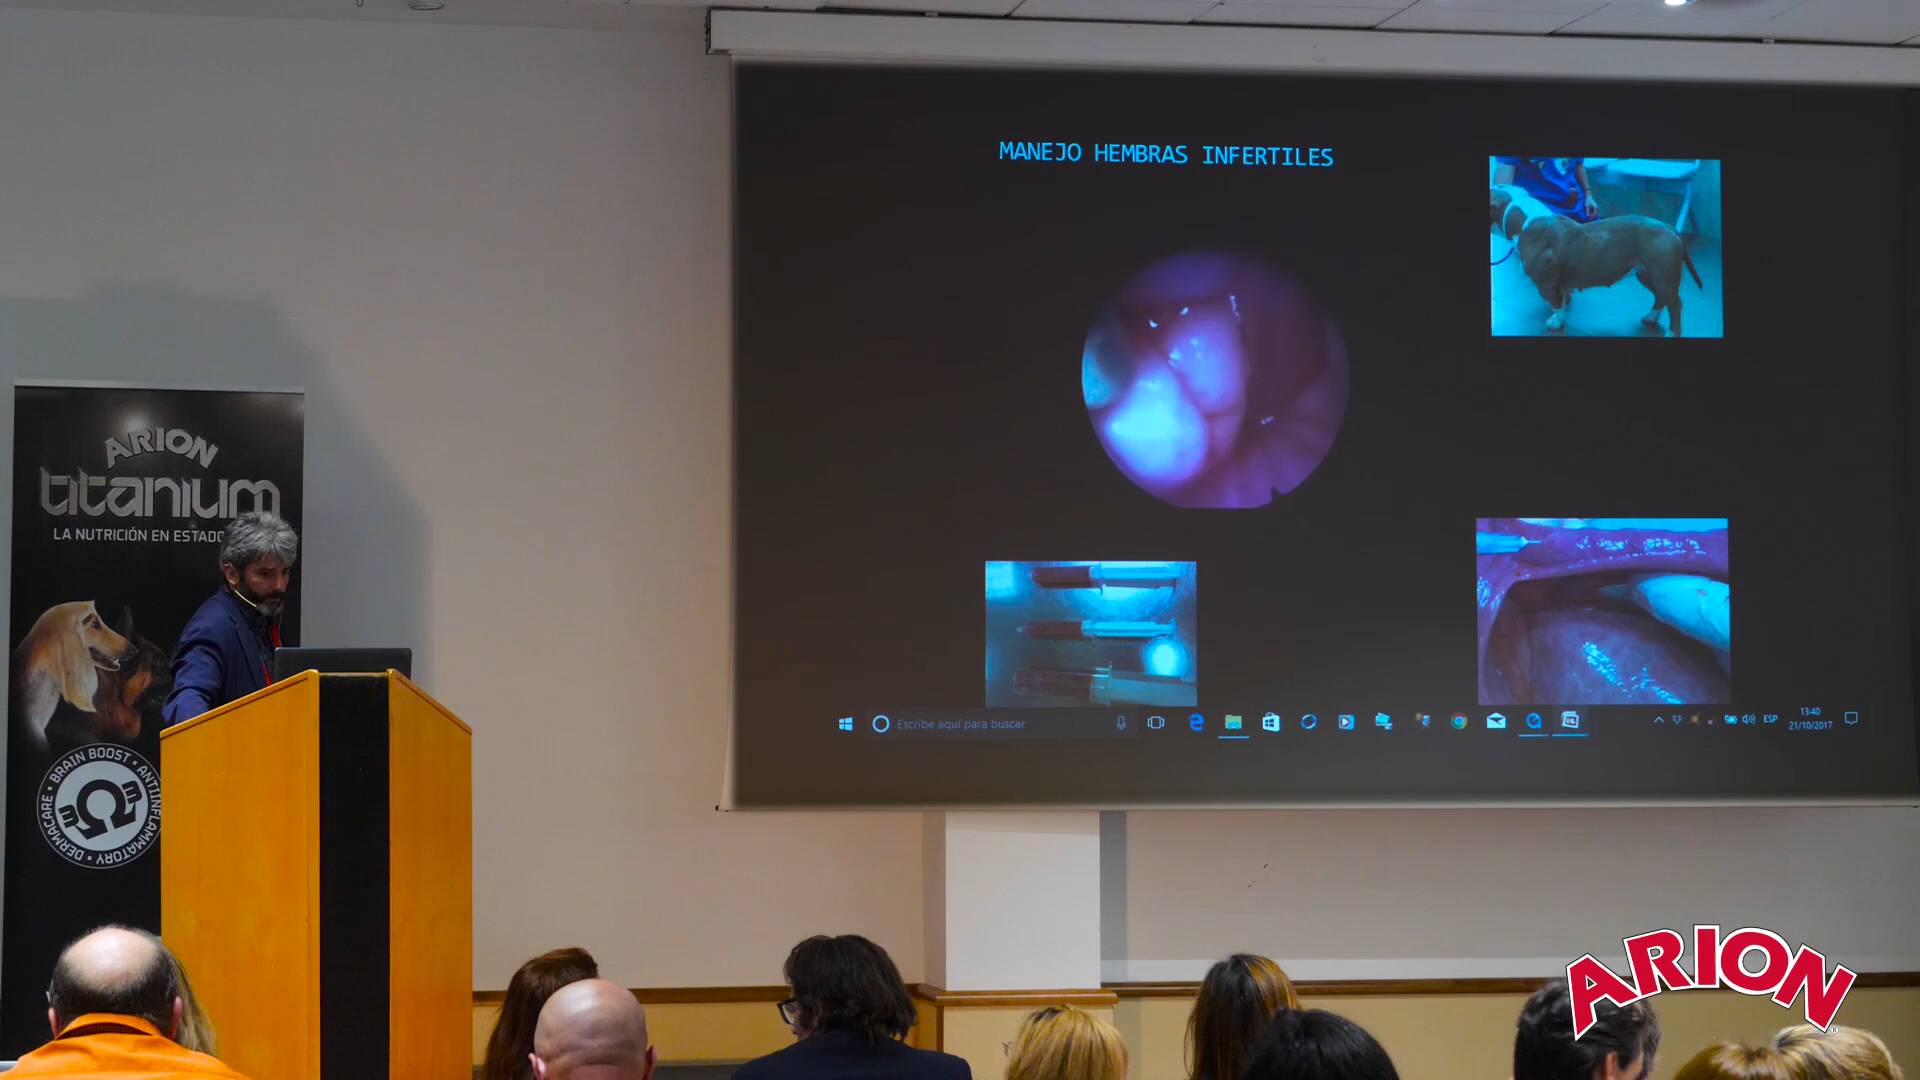 MANEJO HEMBRAS INFERTILES
Escribe aquí para buscar
ESP
13:40
21/10/2017
ARION
titanium
LA NUTRICIÓN EN ESTADO
BRAIN BOOST • ANTIINFLAMMATORY • DERMACARE •
3Ω3
ARION
®